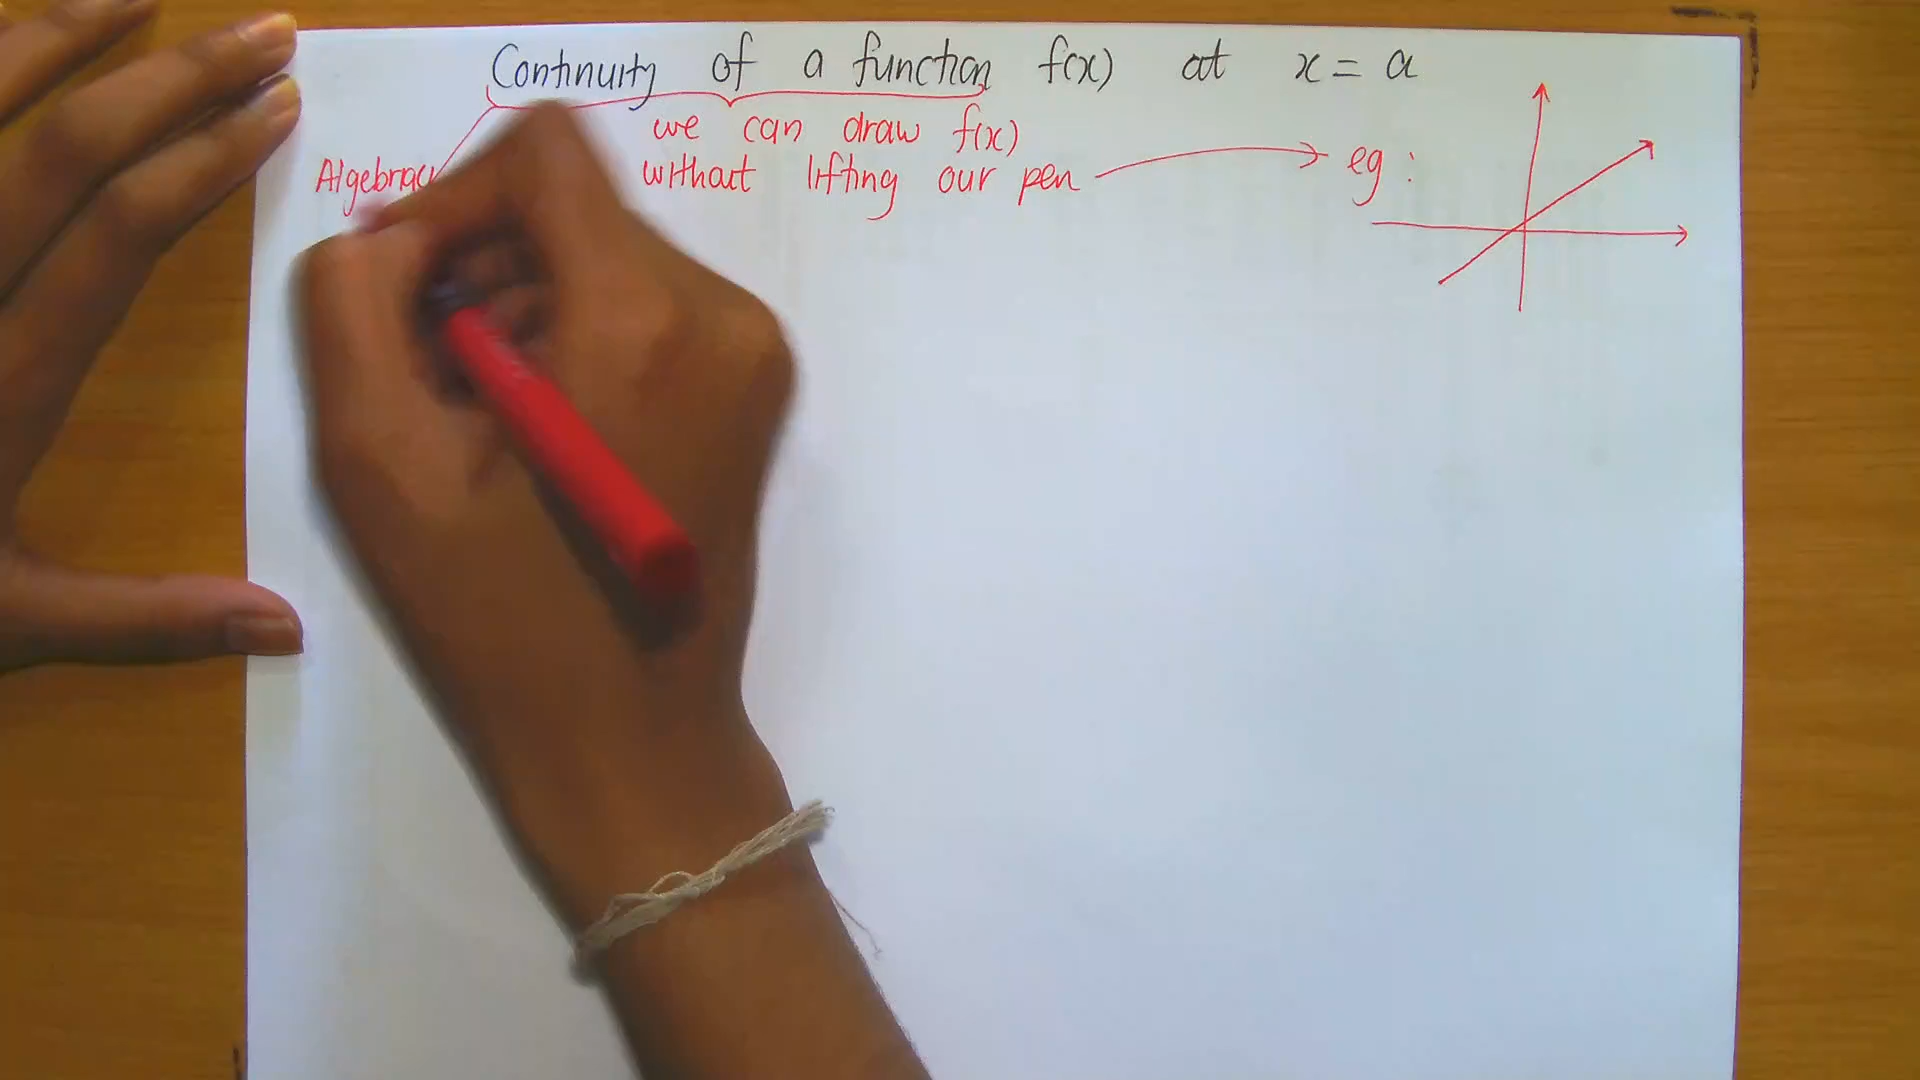 Continuity of a function f(x) at x = a
we can draw f(x)
without lifting our pen → eg :